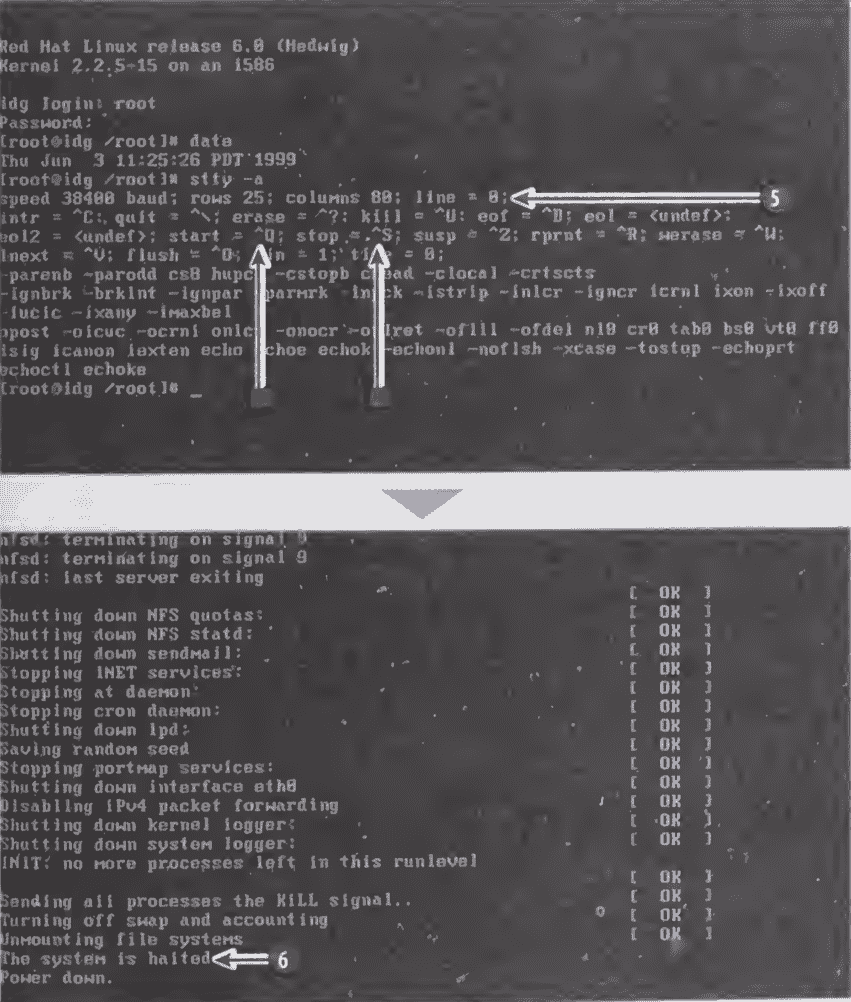 Red Hat Linux release 6.0 (Hedwig)
Kernel 2.2.5-15 on an i586
idg login: root
Password:
[root@idg /root]# date
Thu Jun 3 11:25:26 PDT 1999
[root@idg /root]# stty -a
speed 38400 baud; rows 25; columns 80; line = 0;
5
intr = ^C; quit = ^\; erase = ^?; kill = ^U; eof = ^D; eol = <undef>;
eol2 = <undef>; start = ^Q; stop = ^S; susp = ^Z; rprnt = ^R; werase = ^W;
lnext = ^V; flush = ^O; = 1; = 0;
-parenb -parodd cs8 hupcl -cstopb -clocal -crtscts
-ignbrk -brkint -ignpar -istrip -inlcr -igncr icrnl ixon -ixoff
-iuclc -ixany -imaxbel
opost -olcuc -ocrnl -onocr -ofill -ofdel nl0 cr0 tab0 bs0 vt0 ff0
isig icanon iexten echo echok -echonl -noflsh -xcase -tostop -echoprt
echoctl echoke
[root@idg /root]# _
nfsd: terminating on signal 9
nfsd: terminating on signal 9
nfsd: last server exiting
[ OK ]
Shutting down NFS quotas: [ OK ]
Shutting down NFS statd: [ OK ]
Shutting down sendmail: [ OK ]
Stopping INET services: [ OK ]
Stopping at daemon: [ OK ]
Stopping cron daemon: [ OK ]
Shutting down lpd: [ OK ]
Saving random seed [ OK ]
Stopping portmap services: [ OK ]
Shutting down interface eth0 [ OK ]
Disabling IPv4 packet forwarding [ OK ]
Shutting down kernel logger: [ OK ]
Shutting down system logger: [ OK ]
INIT: no more processes left in this runlevel
[ OK ]
Sending all processes the KILL signal.. [ OK ]
Turning off swap and accounting [ OK ]
Unmounting file systems [ OK ]
The system is halted
6
Power down.